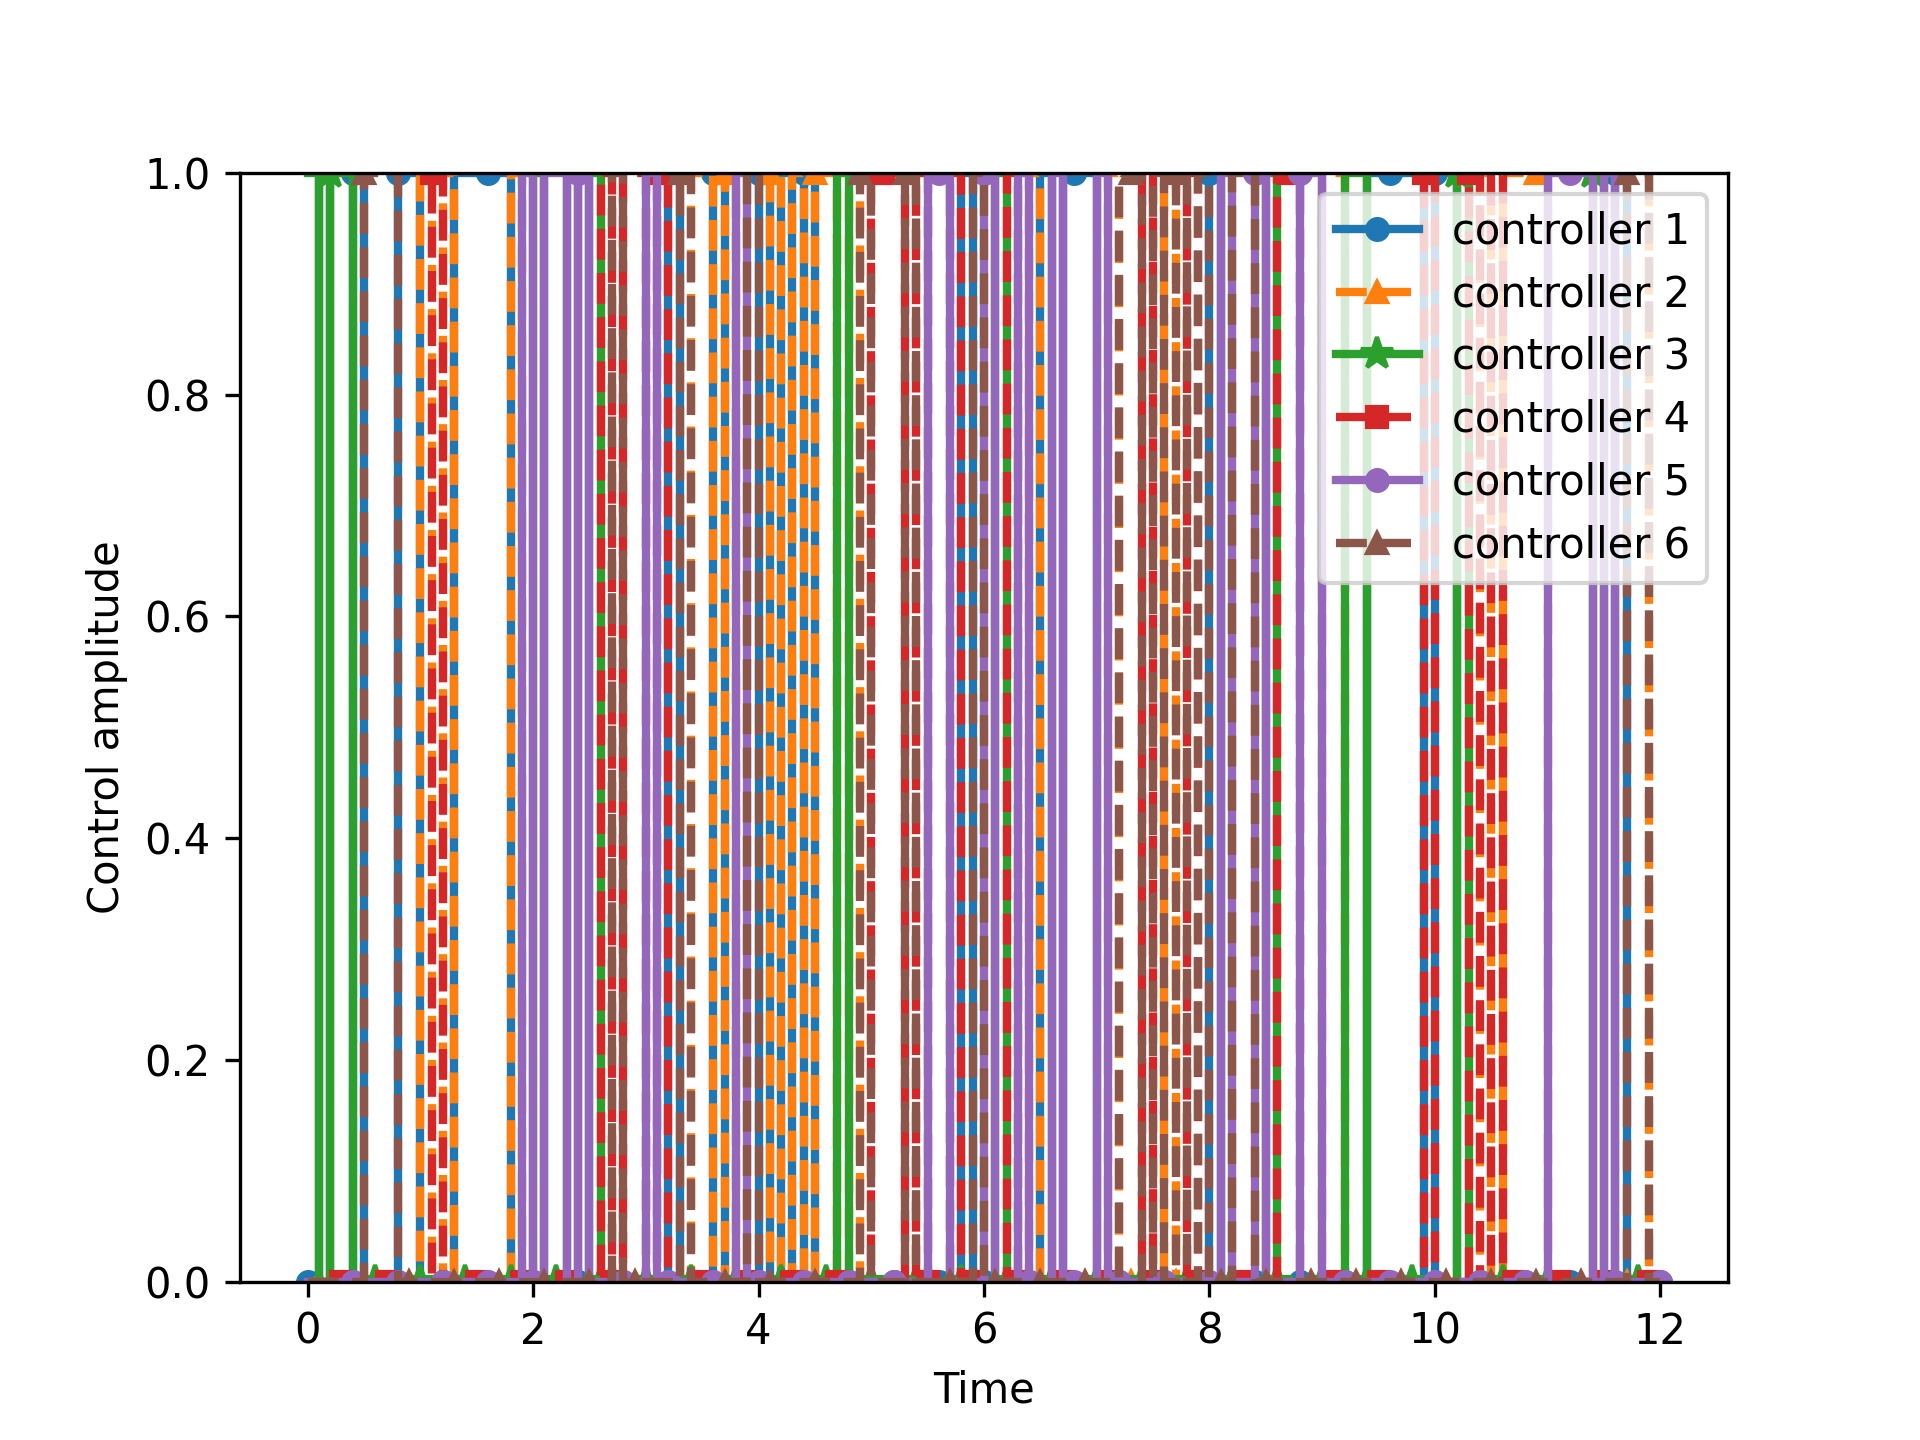 1.0
0.8
0.6
0.4
0.2
0.0
Control amplitude
controller 1
controller 2
controller 3
controller 4
controller 5
controller 6
0 2 4 6 8 10 12
Time